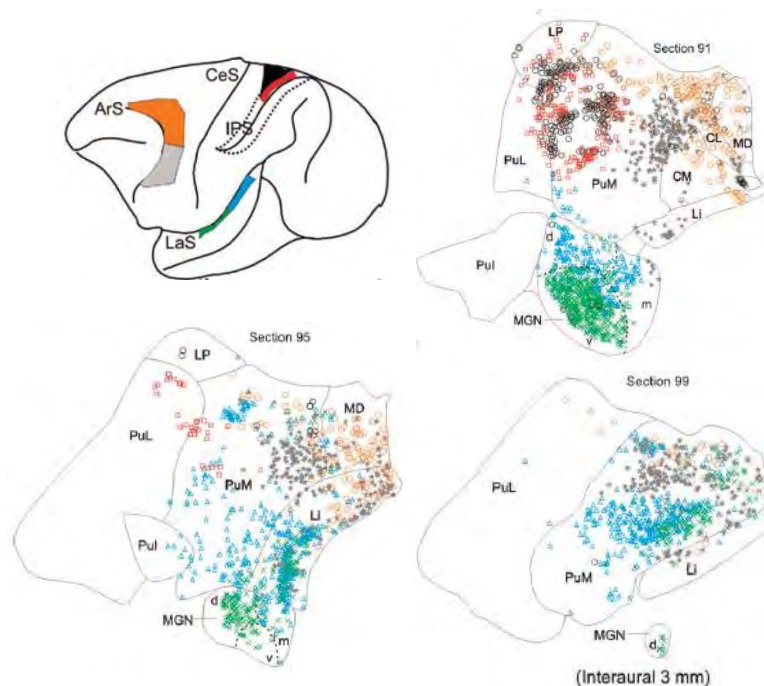 CeS
ArS
IPS
LaS
Section 91
LP
CL
MD
PuL
PuM
CM
Li
d
PuI
m
MGN
v
Section 95
LP
MD
PuL
PuM
Li
PuI
d
MGN
m
v
Section 99
PuL
PuM
Li
MGN
d
(Interaural 3 mm)